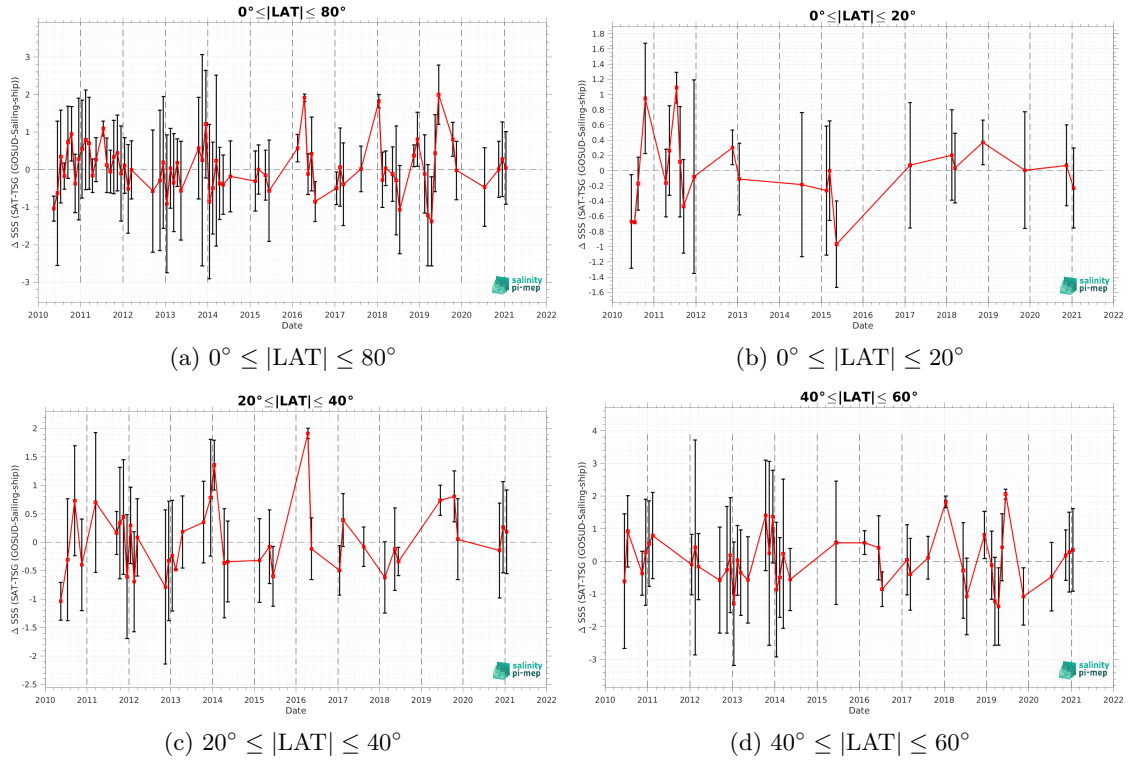 0°≤|LAT|≤ 80°
Δ SSS (SAT-TSG (GOSUD-Sailing-ship))
3
2
1
0
-1
-2
-3
salinity
pi-mep
2010 2011 2012 2013 2014 2015 2016 2017 2018 2019 2020 2021 2022
Date
(a) 0° ≤ |LAT| ≤ 80°
0°≤|LAT|≤ 20°
Δ SSS (SAT-TSG (GOSUD-Sailing-ship))
1.8
1.6
1.4
1.2
1
0.8
0.6
0.4
0.2
0
-0.2
-0.4
-0.6
-0.8
-1
-1.2
-1.4
-1.6
salinity
pi-mep
2010 2011 2012 2013 2014 2015 2016 2017 2018 2019 2020 2021 2022
Date
(b) 0° ≤ |LAT| ≤ 20°
20°≤|LAT|≤ 40°
Δ SSS (SAT-TSG (GOSUD-Sailing-ship))
2
1.5
1
0.5
0
-0.5
-1
-1.5
-2
-2.5
salinity
pi-mep
2010 2011 2012 2013 2014 2015 2016 2017 2018 2019 2020 2021 2022
Date
(c) 20° ≤ |LAT| ≤ 40°
40°≤|LAT|≤ 60°
Δ SSS (SAT-TSG (GOSUD-Sailing-ship))
4
3
2
1
0
-1
-2
-3
salinity
pi-mep
2010 2011 2012 2013 2014 2015 2016 2017 2018 2019 2020 2021 2022
Date
(d) 40° ≤ |LAT| ≤ 60°